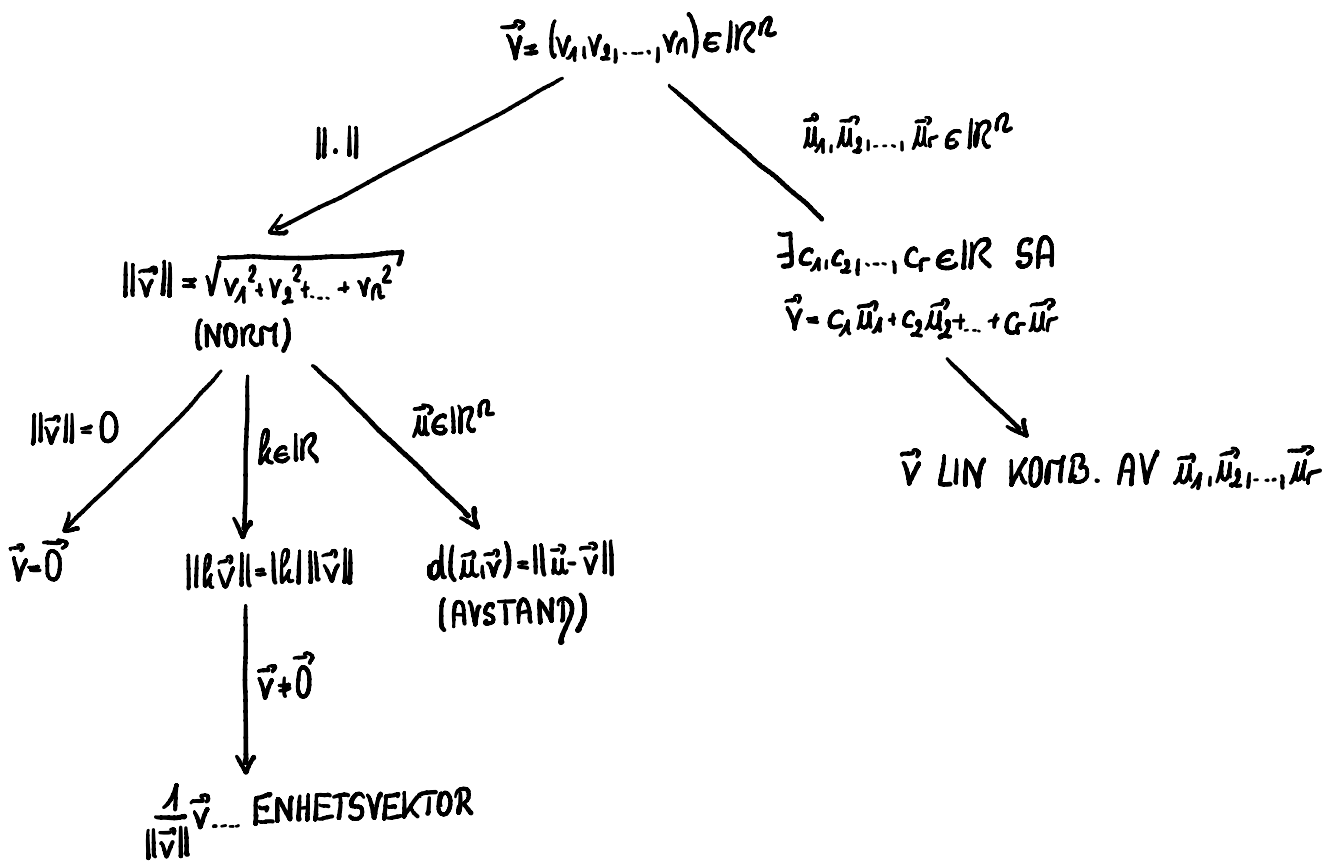 v⃗=(v₁,v₂,...,vₙ)∈ℝⁿ
||·||
u⃗₁,u⃗₂,...,u⃗ᵣ∈ℝⁿ
||v⃗||=√(v₁²+v₂²+...+vₙ²)
(NORM)
∃c₁,c₂,...,cᵣ∈ℝ SA
v⃗=c₁u⃗₁+c₂u⃗₂+...+cᵣu⃗ᵣ
||v⃗||=0
k∈ℝ
u⃗∈ℝⁿ
v⃗ LIN KOMB. AV u⃗₁,u⃗₂,...,u⃗ᵣ
v⃗=0⃗
||kv⃗||=|k|||v⃗||
d(u⃗,v⃗)=||u⃗-v⃗||
(AVSTAND)
v⃗≠0⃗
1/||v⃗|| v⃗.... ENHETSVEKTOR